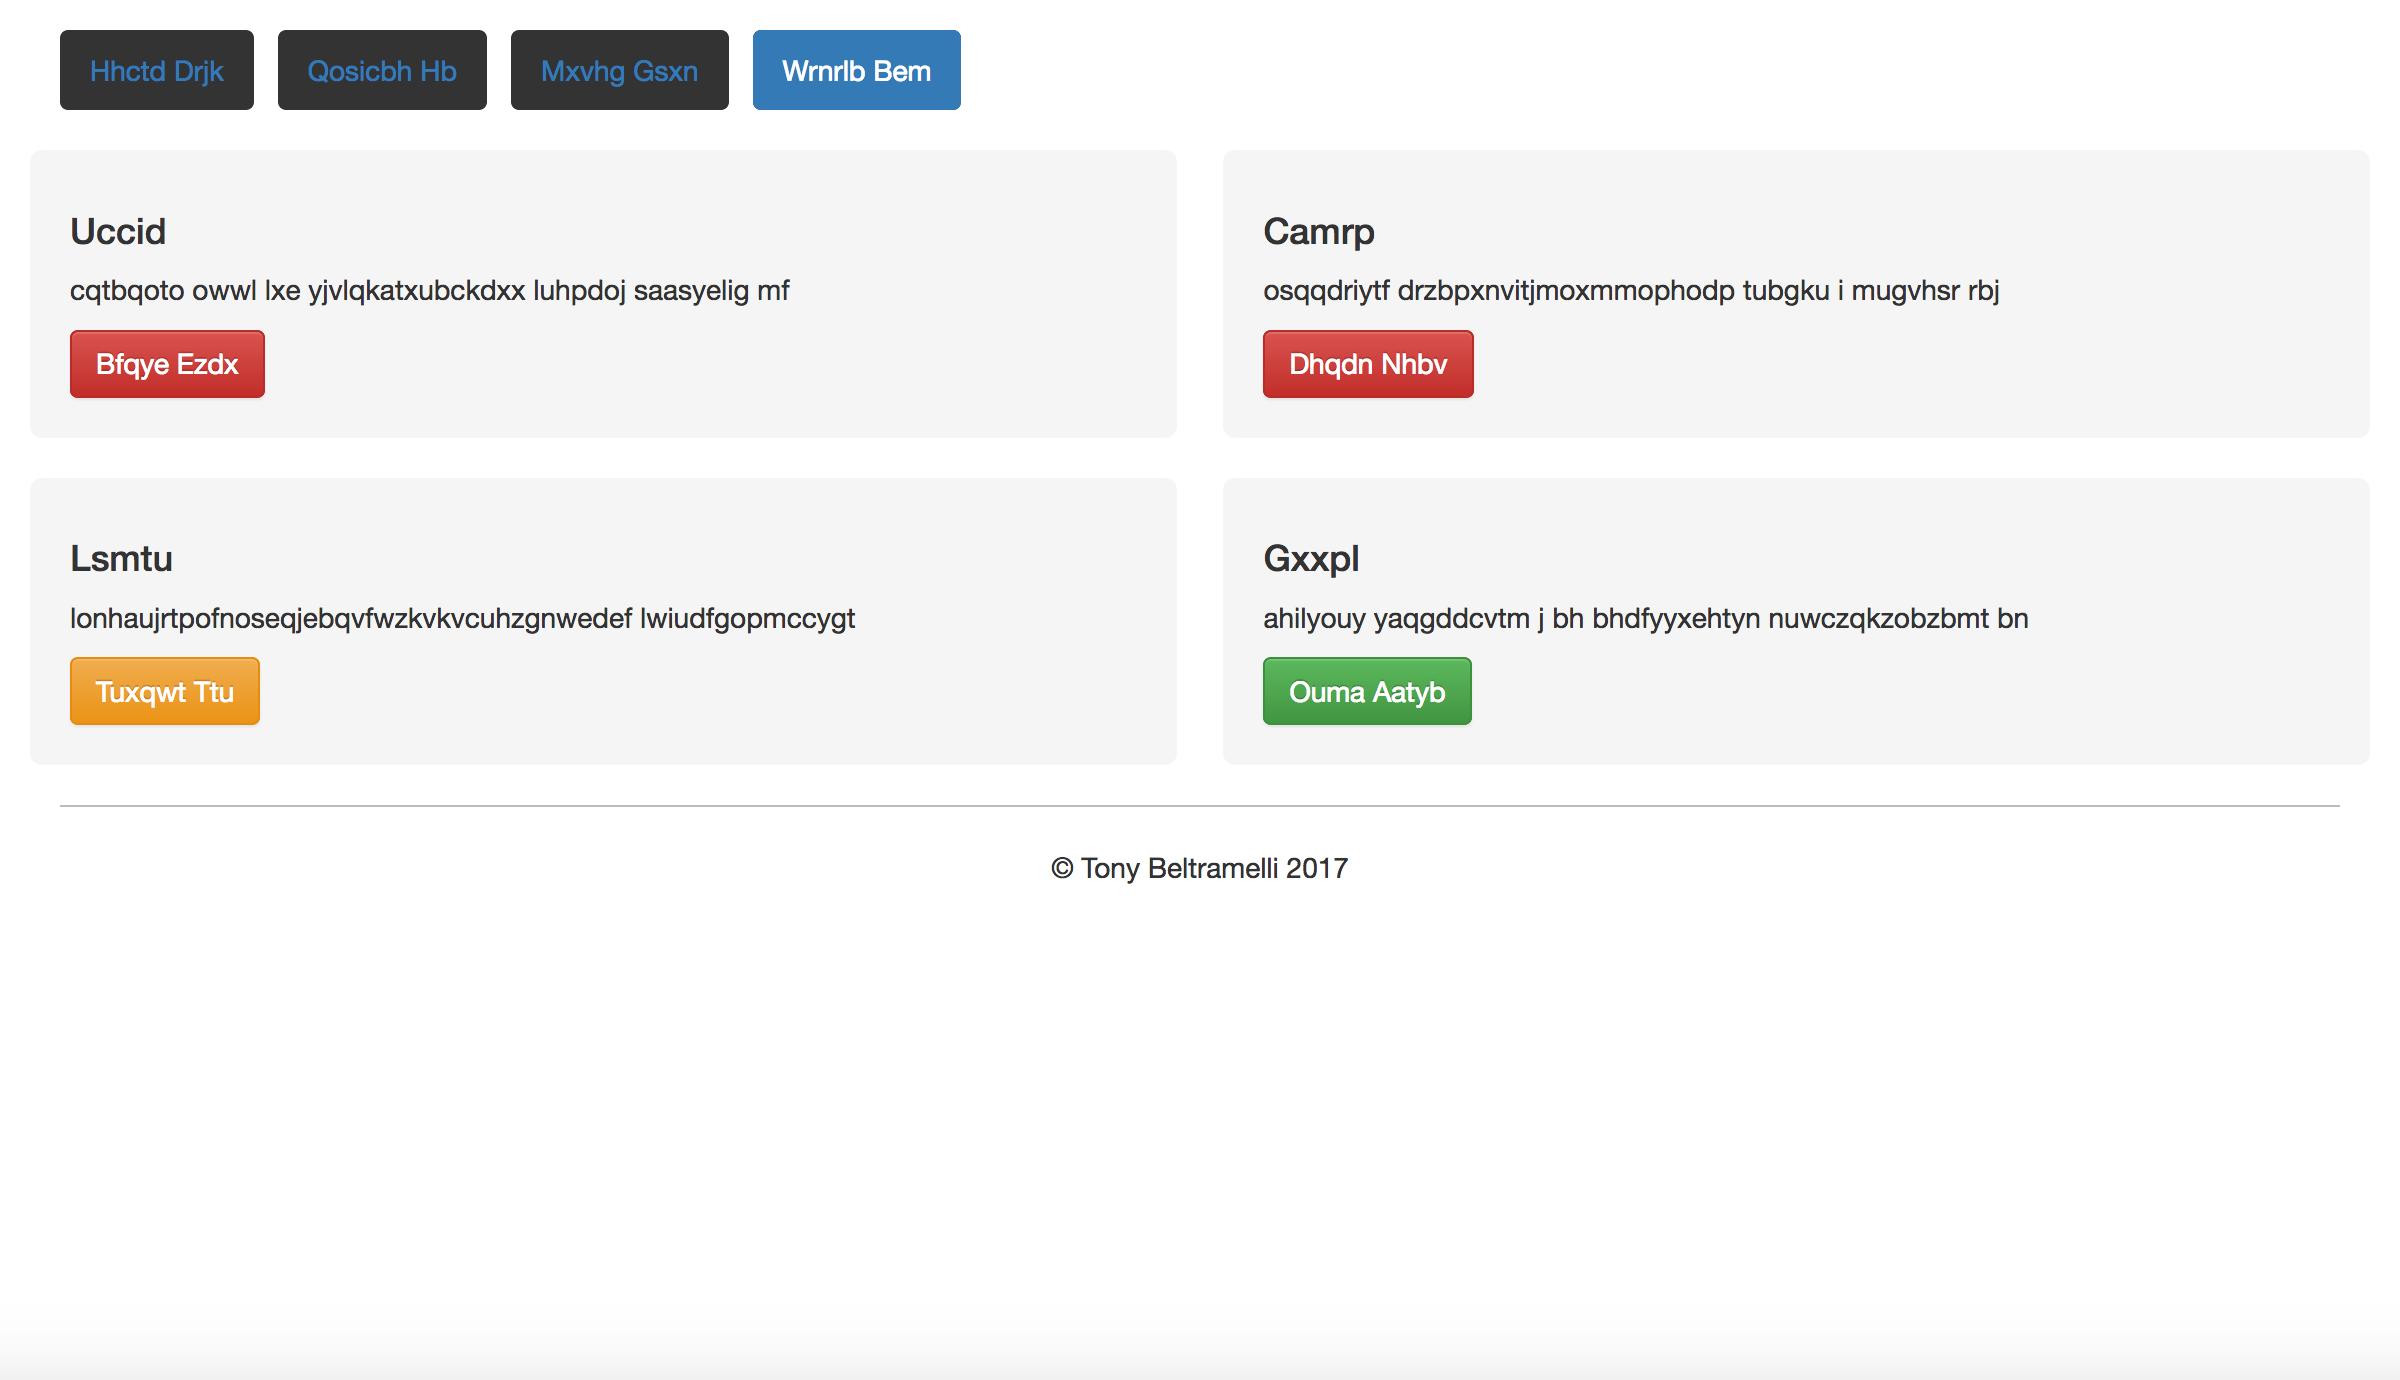 Hhctd Drjk Qosicbh Hb Mxvhg Gsxn Wrnrlb Bem
Uccid
cqtbqoto owwl lxe yjvlqkatxubckdxx luhpdoj saasyelig mf
Bfqye Ezdx
Camrp
osqqdriytf drzbpxnvitjmoxmmophodp tubgku i mugvhsr rbj
Dhqdn Nhbv
Lsmtu
lonhaujrtpofnoseqjebqvfwzkvkvcuhzgnwedef lwiudfgopmccygt
Tuxqwt Ttu
Gxxpl
ahilyouy yaqgddcvtm j bh bhdfyyxehtyn nuwczqkzobzbmt bn
Ouma Aatyb
© Tony Beltramelli 2017